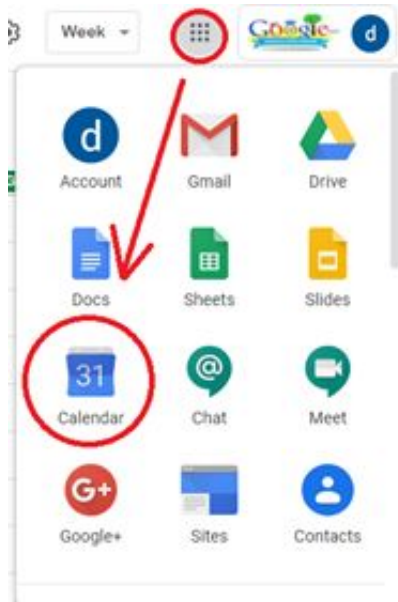 Week Google d
d
Account Gmail Drive
Docs Sheets Slides
31 @
Calendar Chat Meet
G+
Google+ Sites Contacts